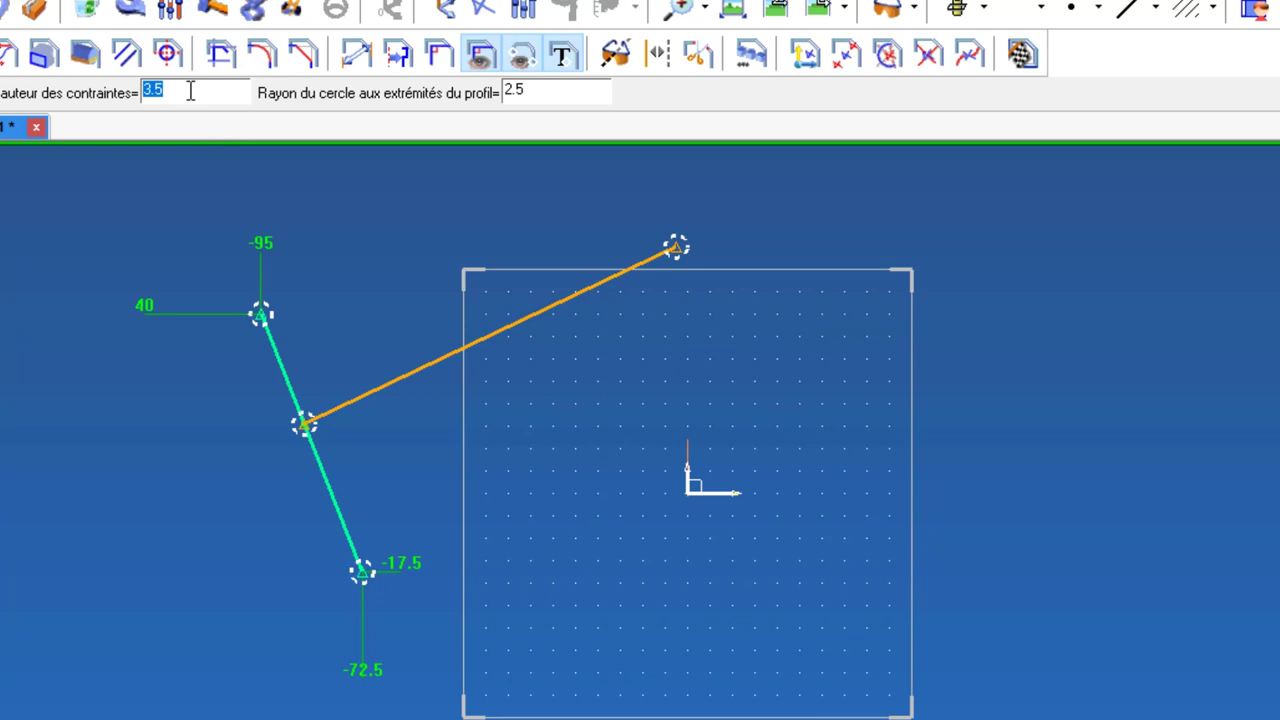 T
auteur des contraintes= 3.5 Rayon du cercle aux extrémités du profil= 2.5
1 * x
-95
40
-17.5
-72.5